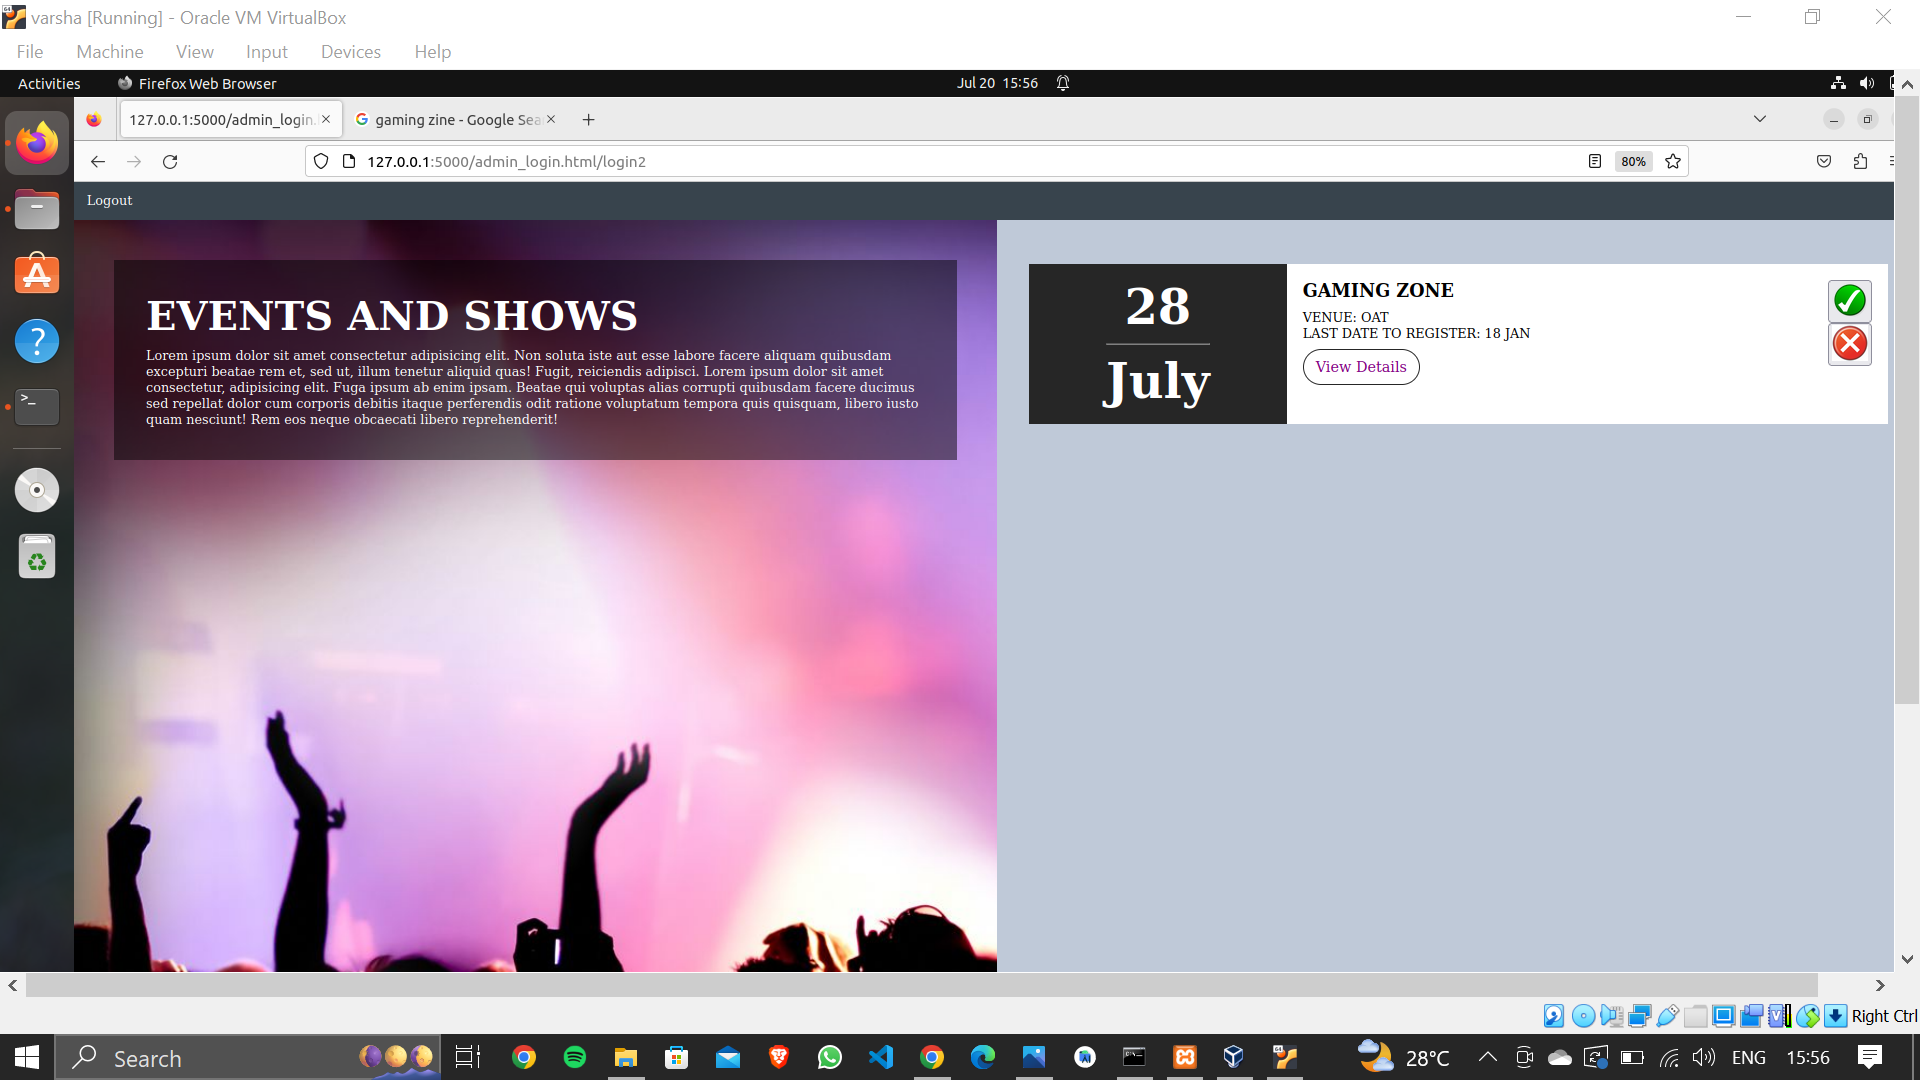 varsha [Running] - Oracle VM VirtualBox
File Machine View Input Devices Help
Activities Firefox Web Browser Jul 20 15:56
127.0.0.1:5000/admin_login. gaming zine - Google Sea
127.0.0.1:5000/admin_login.html/login2 80%
Logout
EVENTS AND SHOWS
Lorem ipsum dolor sit amet consectetur adipisicing elit. Non soluta iste aut esse labore facere aliquam quibusdam
excepturi beatae rem et, sed ut, illum tenetur aliquid quas! Fugit, reiciendis adipisci. Lorem ipsum dolor sit amet
consectetur, adipisicing elit. Fuga ipsum ab enim ipsam. Beatae qui voluptas alias corrupti quibusdam facere ducimus
sed repellat dolor cum corporis debitis itaque perferendis odit ratione voluptatum tempora quis quisquam, libero iusto
quam nesciunt! Rem eos neque obcaecati libero reprehenderit!
28
July
GAMING ZONE
VENUE: OAT
LAST DATE TO REGISTER: 18 JAN
View Details
Right Ctrl
Search
28°C ENG 15:56